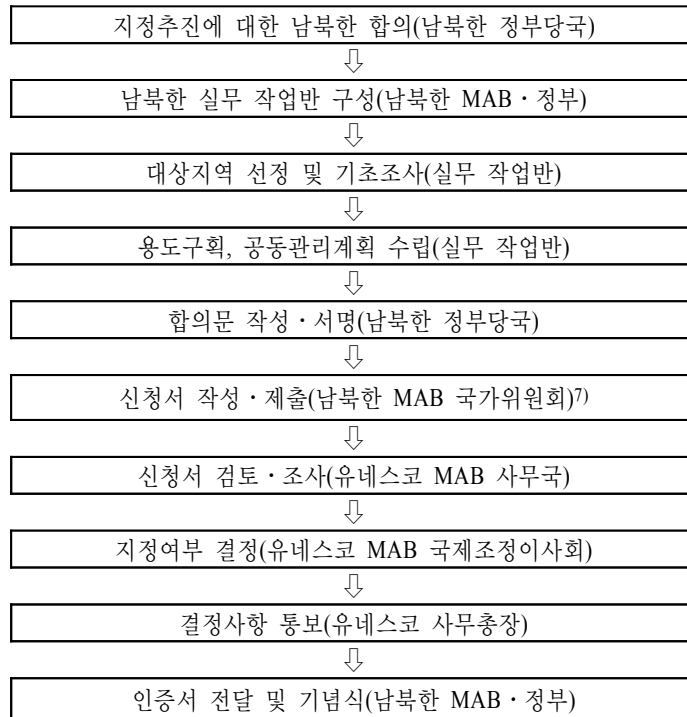 지정추진에 대한 남북한 합의(남북한 정부당국)
⇩
남북한 실무 작업반 구성(남북한 MAB・정부)
⇩
대상지역 선정 및 기초조사(실무 작업반)
⇩
용도구획, 공동관리계획 수립(실무 작업반)
⇩
합의문 작성・서명(남북한 정부당국)
⇩
신청서 작성・제출(남북한 MAB 국가위원회)7)
⇩
신청서 검토・조사(유네스코 MAB 사무국)
⇩
지정여부 결정(유네스코 MAB 국제조정이사회)
⇩
결정사항 통보(유네스코 사무총장)
⇩
인증서 전달 및 기념식(남북한 MAB・정부)